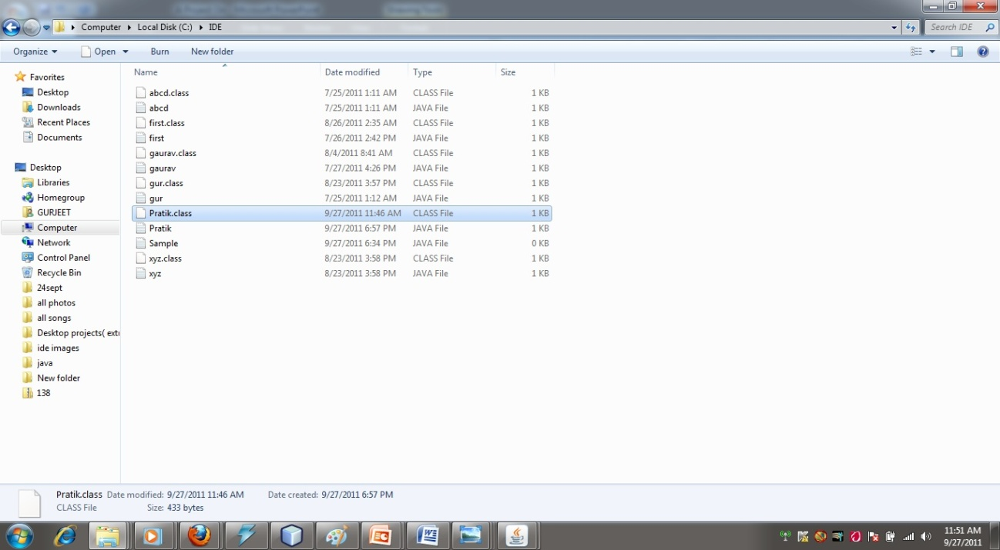 Computer Local Disk (C:) IDE Search IDE
Organize Open Burn New folder
Name Date modified Type Size
Favorites
Desktop
Downloads
Recent Places
Documents
Desktop
Libraries
Homegroup
GURJEET
Computer
Network
Control Panel
Recycle Bin
24sept
all photos
all songs
Desktop projects( extr
ide images
java
New folder
138
abcd.class 7/25/2011 1:11 AM CLASS File 1 KB
abcd 7/25/2011 1:11 AM JAVA File 1 KB
first.class 8/26/2011 2:35 AM CLASS File 1 KB
first 7/26/2011 2:42 PM JAVA File 1 KB
gaurav.class 8/4/2011 8:41 AM CLASS File 1 KB
gaurav 7/27/2011 4:26 PM JAVA File 1 KB
gur.class 8/23/2011 3:57 PM CLASS File 1 KB
gur 7/25/2011 1:12 AM JAVA File 1 KB
Pratik.class 9/27/2011 11:46 AM CLASS File 1 KB
Pratik 9/27/2011 6:57 PM JAVA File 1 KB
Sample 9/27/2011 6:34 PM JAVA File 0 KB
xyz.class 8/23/2011 3:58 PM CLASS File 1 KB
xyz 8/23/2011 3:58 PM JAVA File 1 KB
Pratik.class Date modified: 9/27/2011 11:46 AM Date created: 9/27/2011 6:57 PM
CLASS File Size: 433 bytes
11:51 AM
9/27/2011